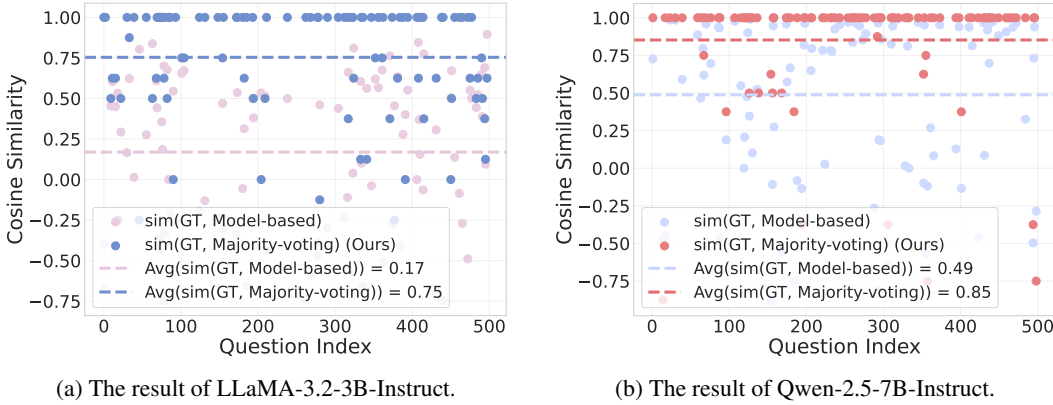 1.00
0.75
0.50
0.25
0.00
−0.25
−0.50
−0.75
Cosine Similarity
sim(GT, Model-based)
sim(GT, Majority-voting) (Ours)
Avg(sim(GT, Model-based)) = 0.17
Avg(sim(GT, Majority-voting)) = 0.75
0 100 200 300 400 500
Question Index
(a) The result of LLaMA-3.2-3B-Instruct.
1.00
0.75
0.50
0.25
0.00
−0.25
−0.50
−0.75
Cosine Similarity
sim(GT, Model-based)
sim(GT, Majority-voting) (Ours)
Avg(sim(GT, Model-based)) = 0.49
Avg(sim(GT, Majority-voting)) = 0.85
0 100 200 300 400 500
Question Index
(b) The result of Qwen-2.5-7B-Instruct.